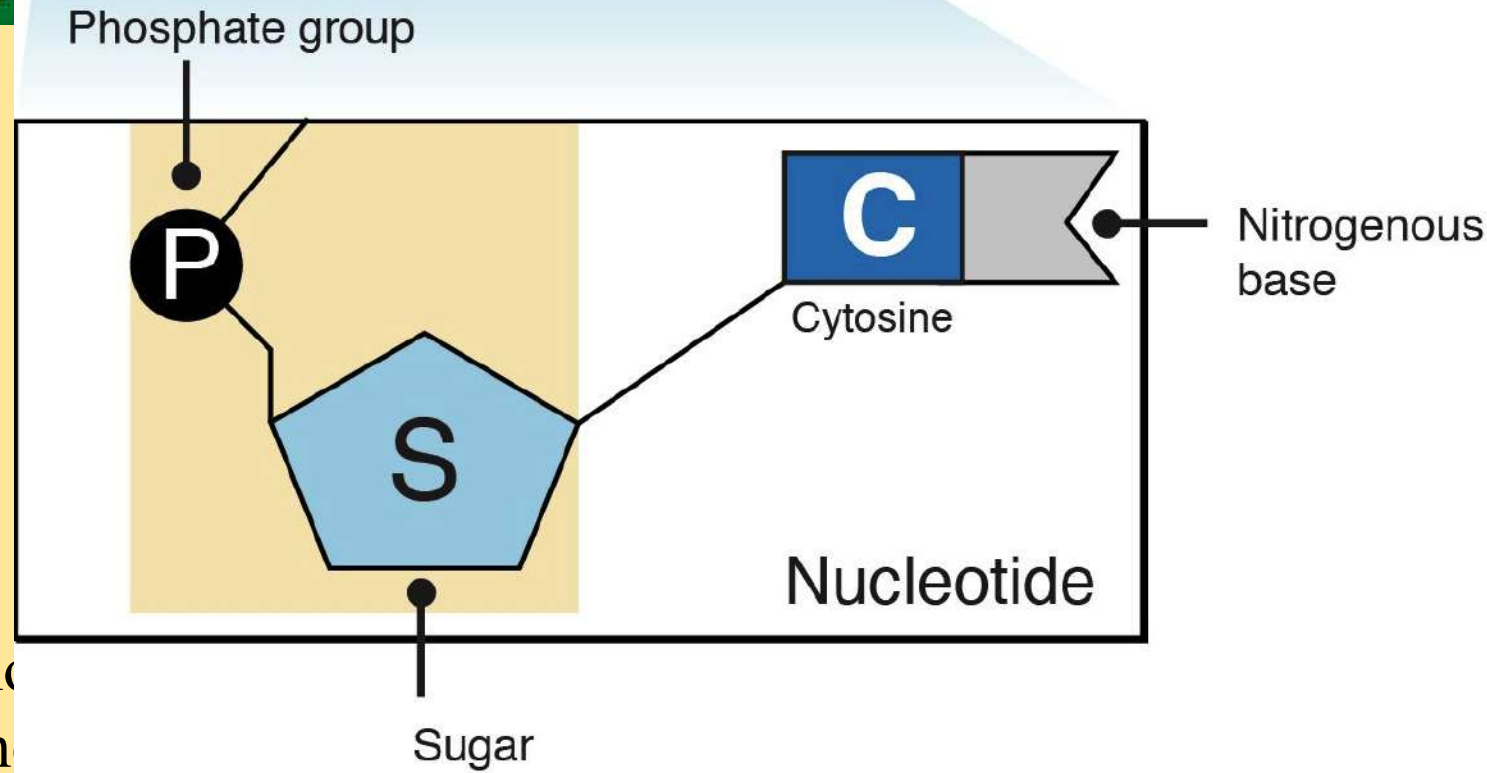 Phosphate group
P
C
Nitrogenous
base
Cytosine
S
Nucleotide
Sugar